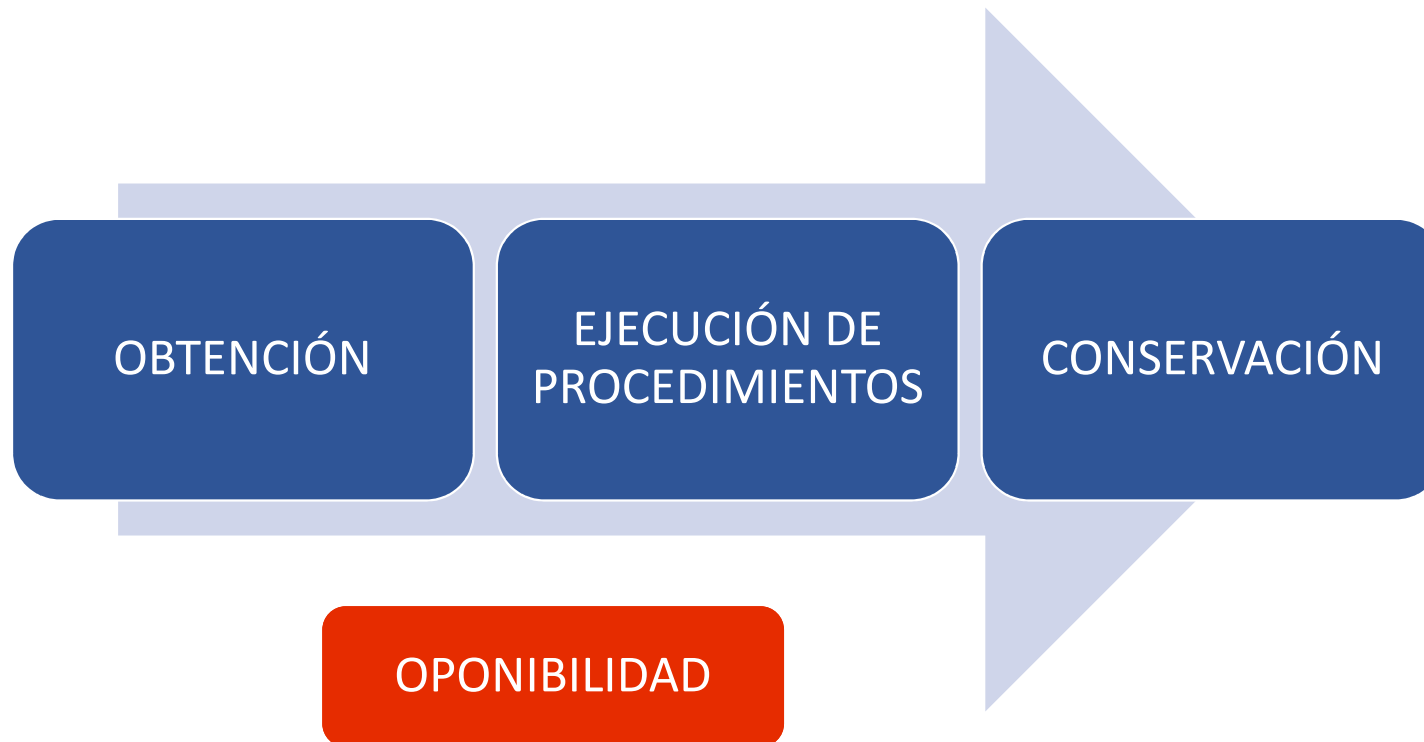 OBTENCIÓN
EJECUCIÓN DE
PROCEDIMIENTOS
CONSERVACIÓN
OPONIBILIDAD